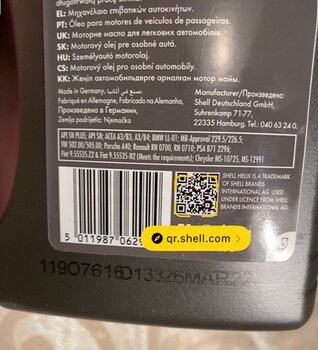 EL: Μηχανέλαιο επιβατικών αυτοκινήτων.
PT: Óleo para motores de veículos de passageiros.
UK: Моторне масло для легкових автомобілів.
SK: Motorový olej pre osobné autá.
HU: Személyautó motorolaj.
CS: Motorový olej pro osobní automobily.
KK: Жеңіл автомобильдерге арналған мотор майы.
Made in Germany,
Fabriqué en Allemagne, Fabricado na Alemanha,
Произведено в Германии,
Zemlja podrijetla: Njemačka
Manufacturer/Произведено:
Shell Deutschland GmbH,
Suhrenkamp 71-77,
22335 Hamburg. Tel. 040 63 24 0.
API SN PLUS; API SN; ACEA A3/B3, A3/B4; BMW LL-01; MB-Approval 229.5/226.5;
VW 502.00/505.00; Porsche A40; Renault RN 0700, RN 0710; PSA B71 2296;
Fiat 9.55535.Z2 & Fiat 9.55535-N2 (Meets the requirements); Chrysler MS-10725, MS-12991
SHELL HELIX IS A TRADEMARK
OF SHELL BRANDS
INTERNATIONAL AG. USED
UNDER LICENCE FROM SHELL
BRANDS INTERNATIONAL AG.
5 011987 062
qr.shell.com